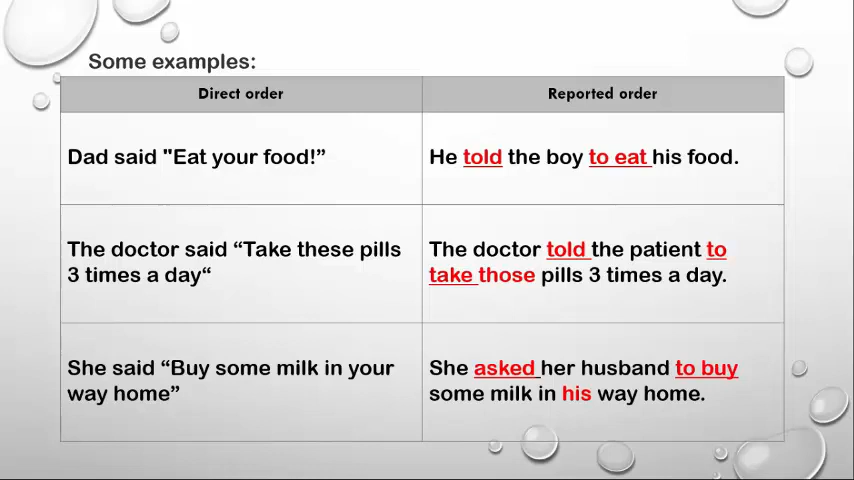 Some examples:
Direct order
Reported order
Dad said "Eat your food!”
He told the boy to eat his food.
The doctor said “Take these pills
3 times a day“
The doctor told the patient to
take those pills 3 times a day.
She said “Buy some milk in your
way home”
She asked her husband to buy
some milk in his way home.